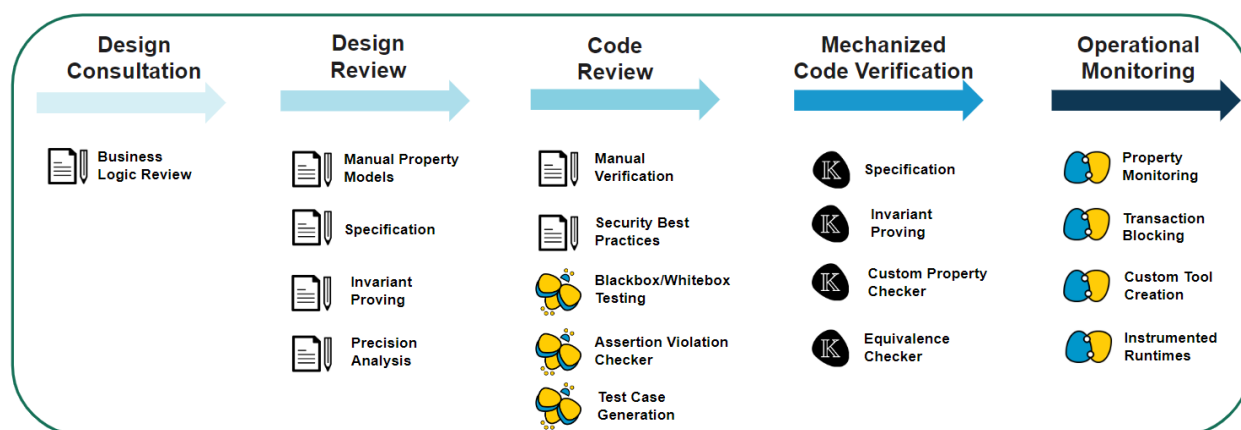 Design
Consultation
Business
Logic Review
Design
Review
Manual Property
Models
Specification
Invariant
Proving
Precision
Analysis
Code
Review
Manual
Verification
Security Best
Practices
Blackbox/Whitebox
Testing
Assertion Violation
Checker
Test Case
Generation
Mechanized
Code Verification
𝕂 Specification
𝕂 Invariant
Proving
𝕂 Custom Property
Checker
𝕂 Equivalence
Checker
Operational
Monitoring
Property
Monitoring
Transaction
Blocking
Custom Tool
Creation
Instrumented
Runtimes